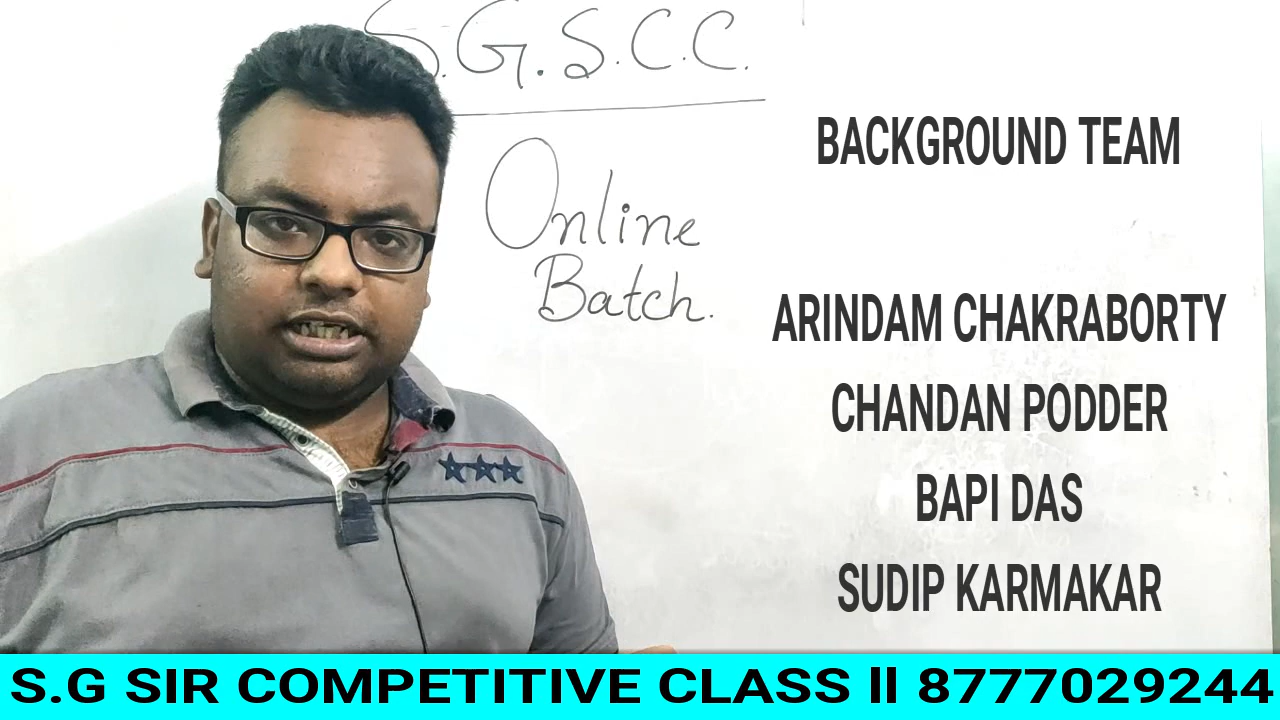 S.G.S.C.C.
Online
Batch.
BACKGROUND TEAM
ARINDAM CHAKRABORTY
CHANDAN PODDER
BAPI DAS
SUDIP KARMAKAR
S.G SIR COMPETITIVE CLASS ll 8777029244